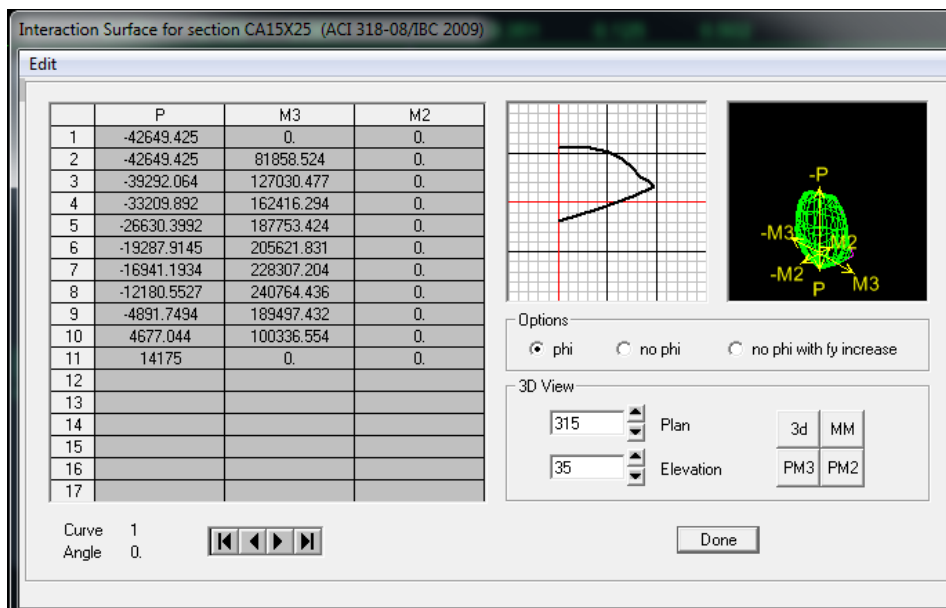 Interaction Surface for section CA15X25 (ACI 318-08/IBC 2009)
Edit
P M3 M2
1 -42649.425 0. 0.
2 -42649.425 81858.524 0.
3 -39292.064 127030.477 0.
4 -33209.892 162416.294 0.
5 -26630.3992 187753.424 0.
6 -19287.9145 205621.831 0.
7 -16941.1934 228307.204 0.
8 -12180.5527 240764.436 0.
9 -4891.7494 189497.432 0.
10 4677.044 100336.554 0.
11 14175 0. 0.
12
13
14
15
16
17
-P
-M3
M2
-M2
M3
P
Options
phi no phi no phi with fy increase
3D View
315 Plan 3d MM
35 Elevation PM3 PM2
Curve 1
Angle 0.
Done